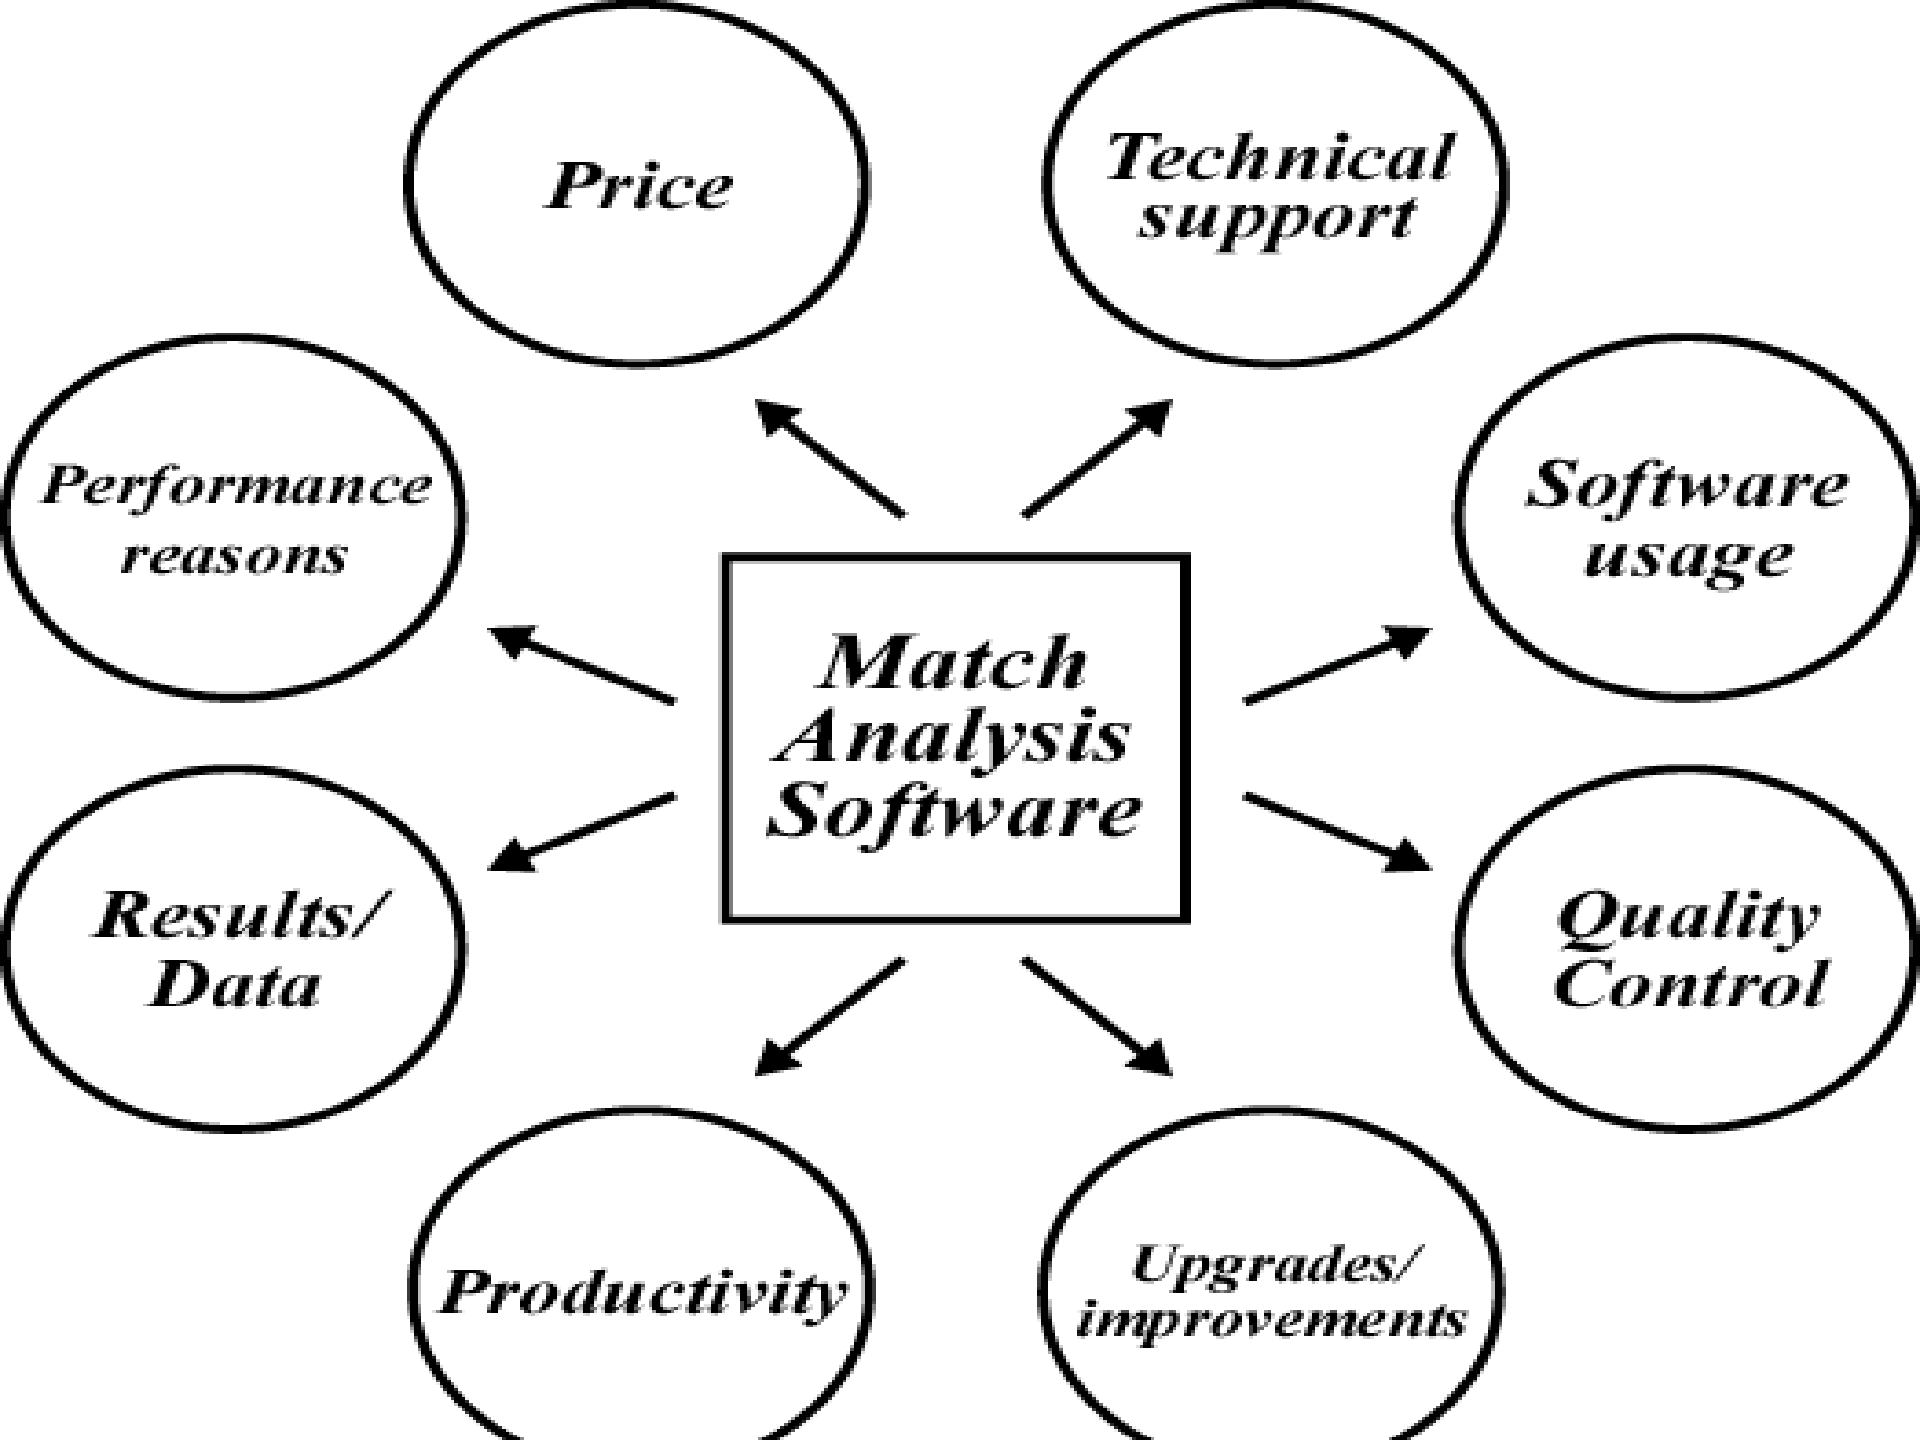 Price
Technical
support
Performance
reasons
Software
usage
Match
Analysis
Software
Results/
Data
Quality
Control
Productivity
Upgrades/
improvements